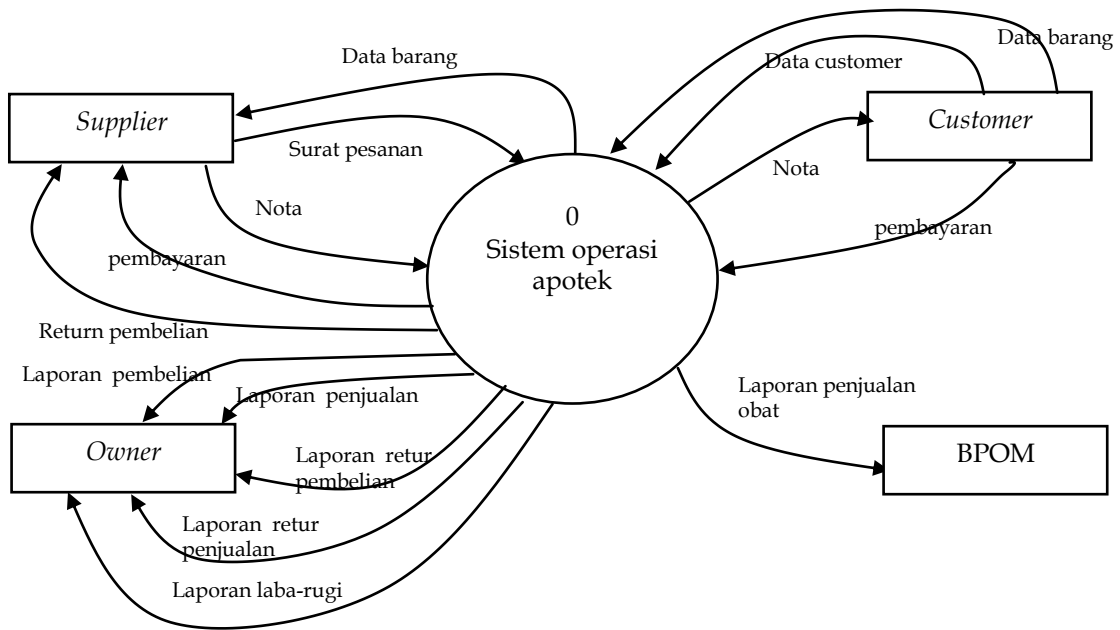 Data barang
Data barang
Data customer
Supplier
Customer
Surat pesanan
Nota
Nota
0
Sistem operasi
apotek
pembayaran
pembayaran
Return pembelian
Laporan pembelian
Laporan penjualan
Laporan penjualan
obat
Owner
BPOM
Laporan retur
pembelian
Laporan retur
penjualan
Laporan laba-rugi